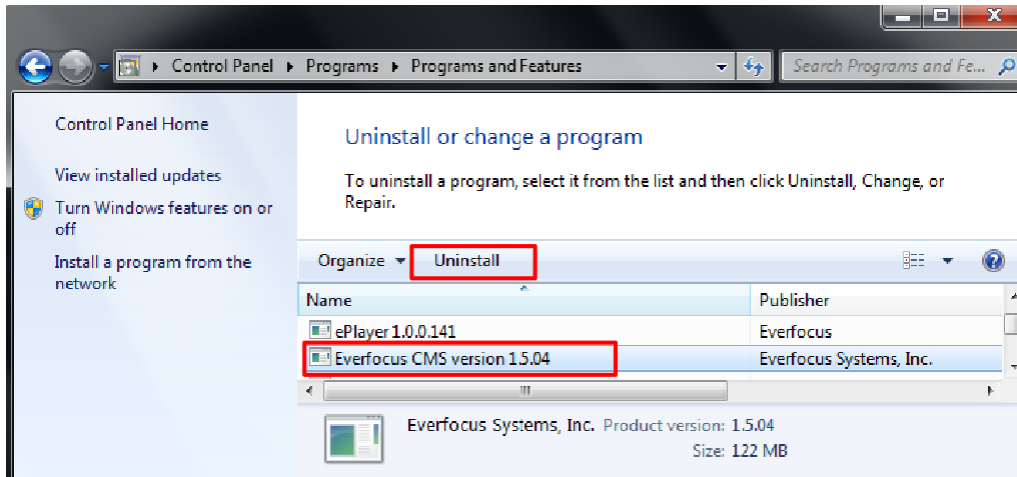 Control Panel ▸ Programs ▸ Programs and Features
Search Programs and Fe...
Control Panel Home
View installed updates
Turn Windows features on or
off
Install a program from the
network
Uninstall or change a program
To uninstall a program, select it from the list and then click Uninstall, Change, or
Repair.
Organize
Uninstall
Name
Publisher
ePlayer 1.0.0.141
Everfocus
Everfocus CMS version 1.5.04
Everfocus Systems, Inc.
Everfocus Systems, Inc. Product version: 1.5.04
Size: 122 MB